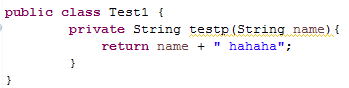 public class Test1 {
        private String testp(String name){
            return name + " hahaha";
        }
}